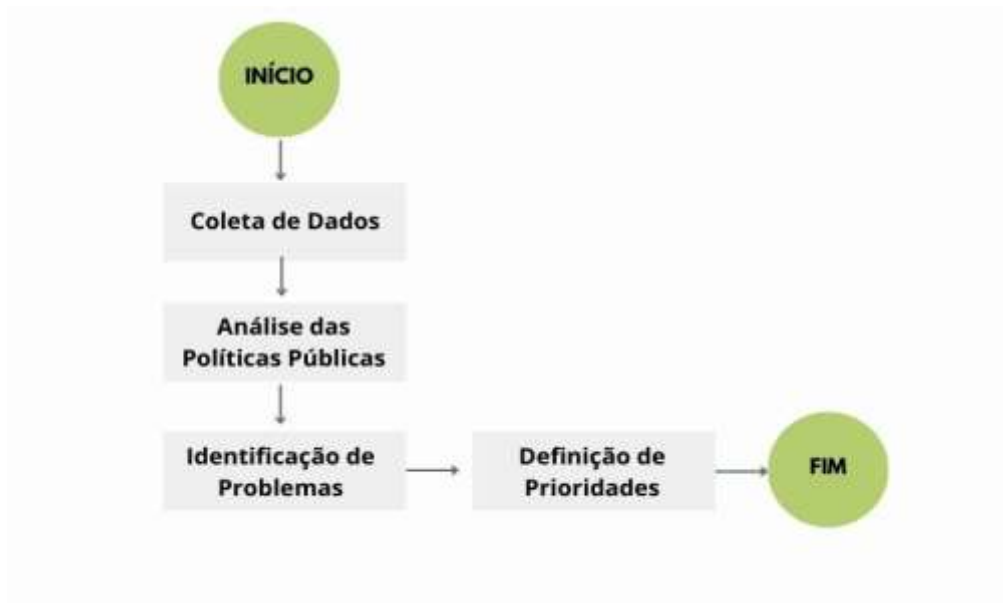 INÍCIO
Coleta de Dados
Análise das
Políticas Públicas
Identificação de
Problemas
Definição de
Prioridades
FIM